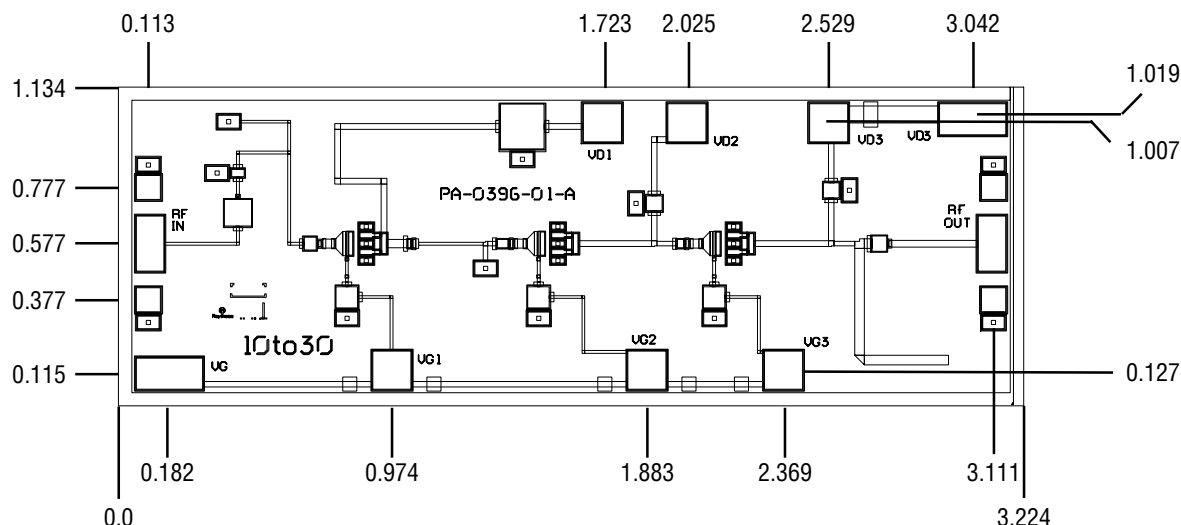 0.113
1.723
2.025
2.529
3.042
1.134
1.019
1.007
VD1
VD2
VD3
VD3
0.777
PA-0396-01-A
RF
IN
RF
OUT
0.577
0.377
10to30
VG
VG1
VG2
VG3
0.115
0.127
0.182
0.974
1.883
2.369
3.111
0.0
3.224